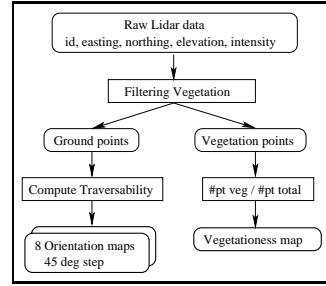 Raw Lidar data
id, easting, northing, elevation, intensity
Filtering Vegetation
Ground points
Vegetation points
Compute Traversability
#pt veg / #pt total
8 Orientation maps
45 deg step
Vegetationess map